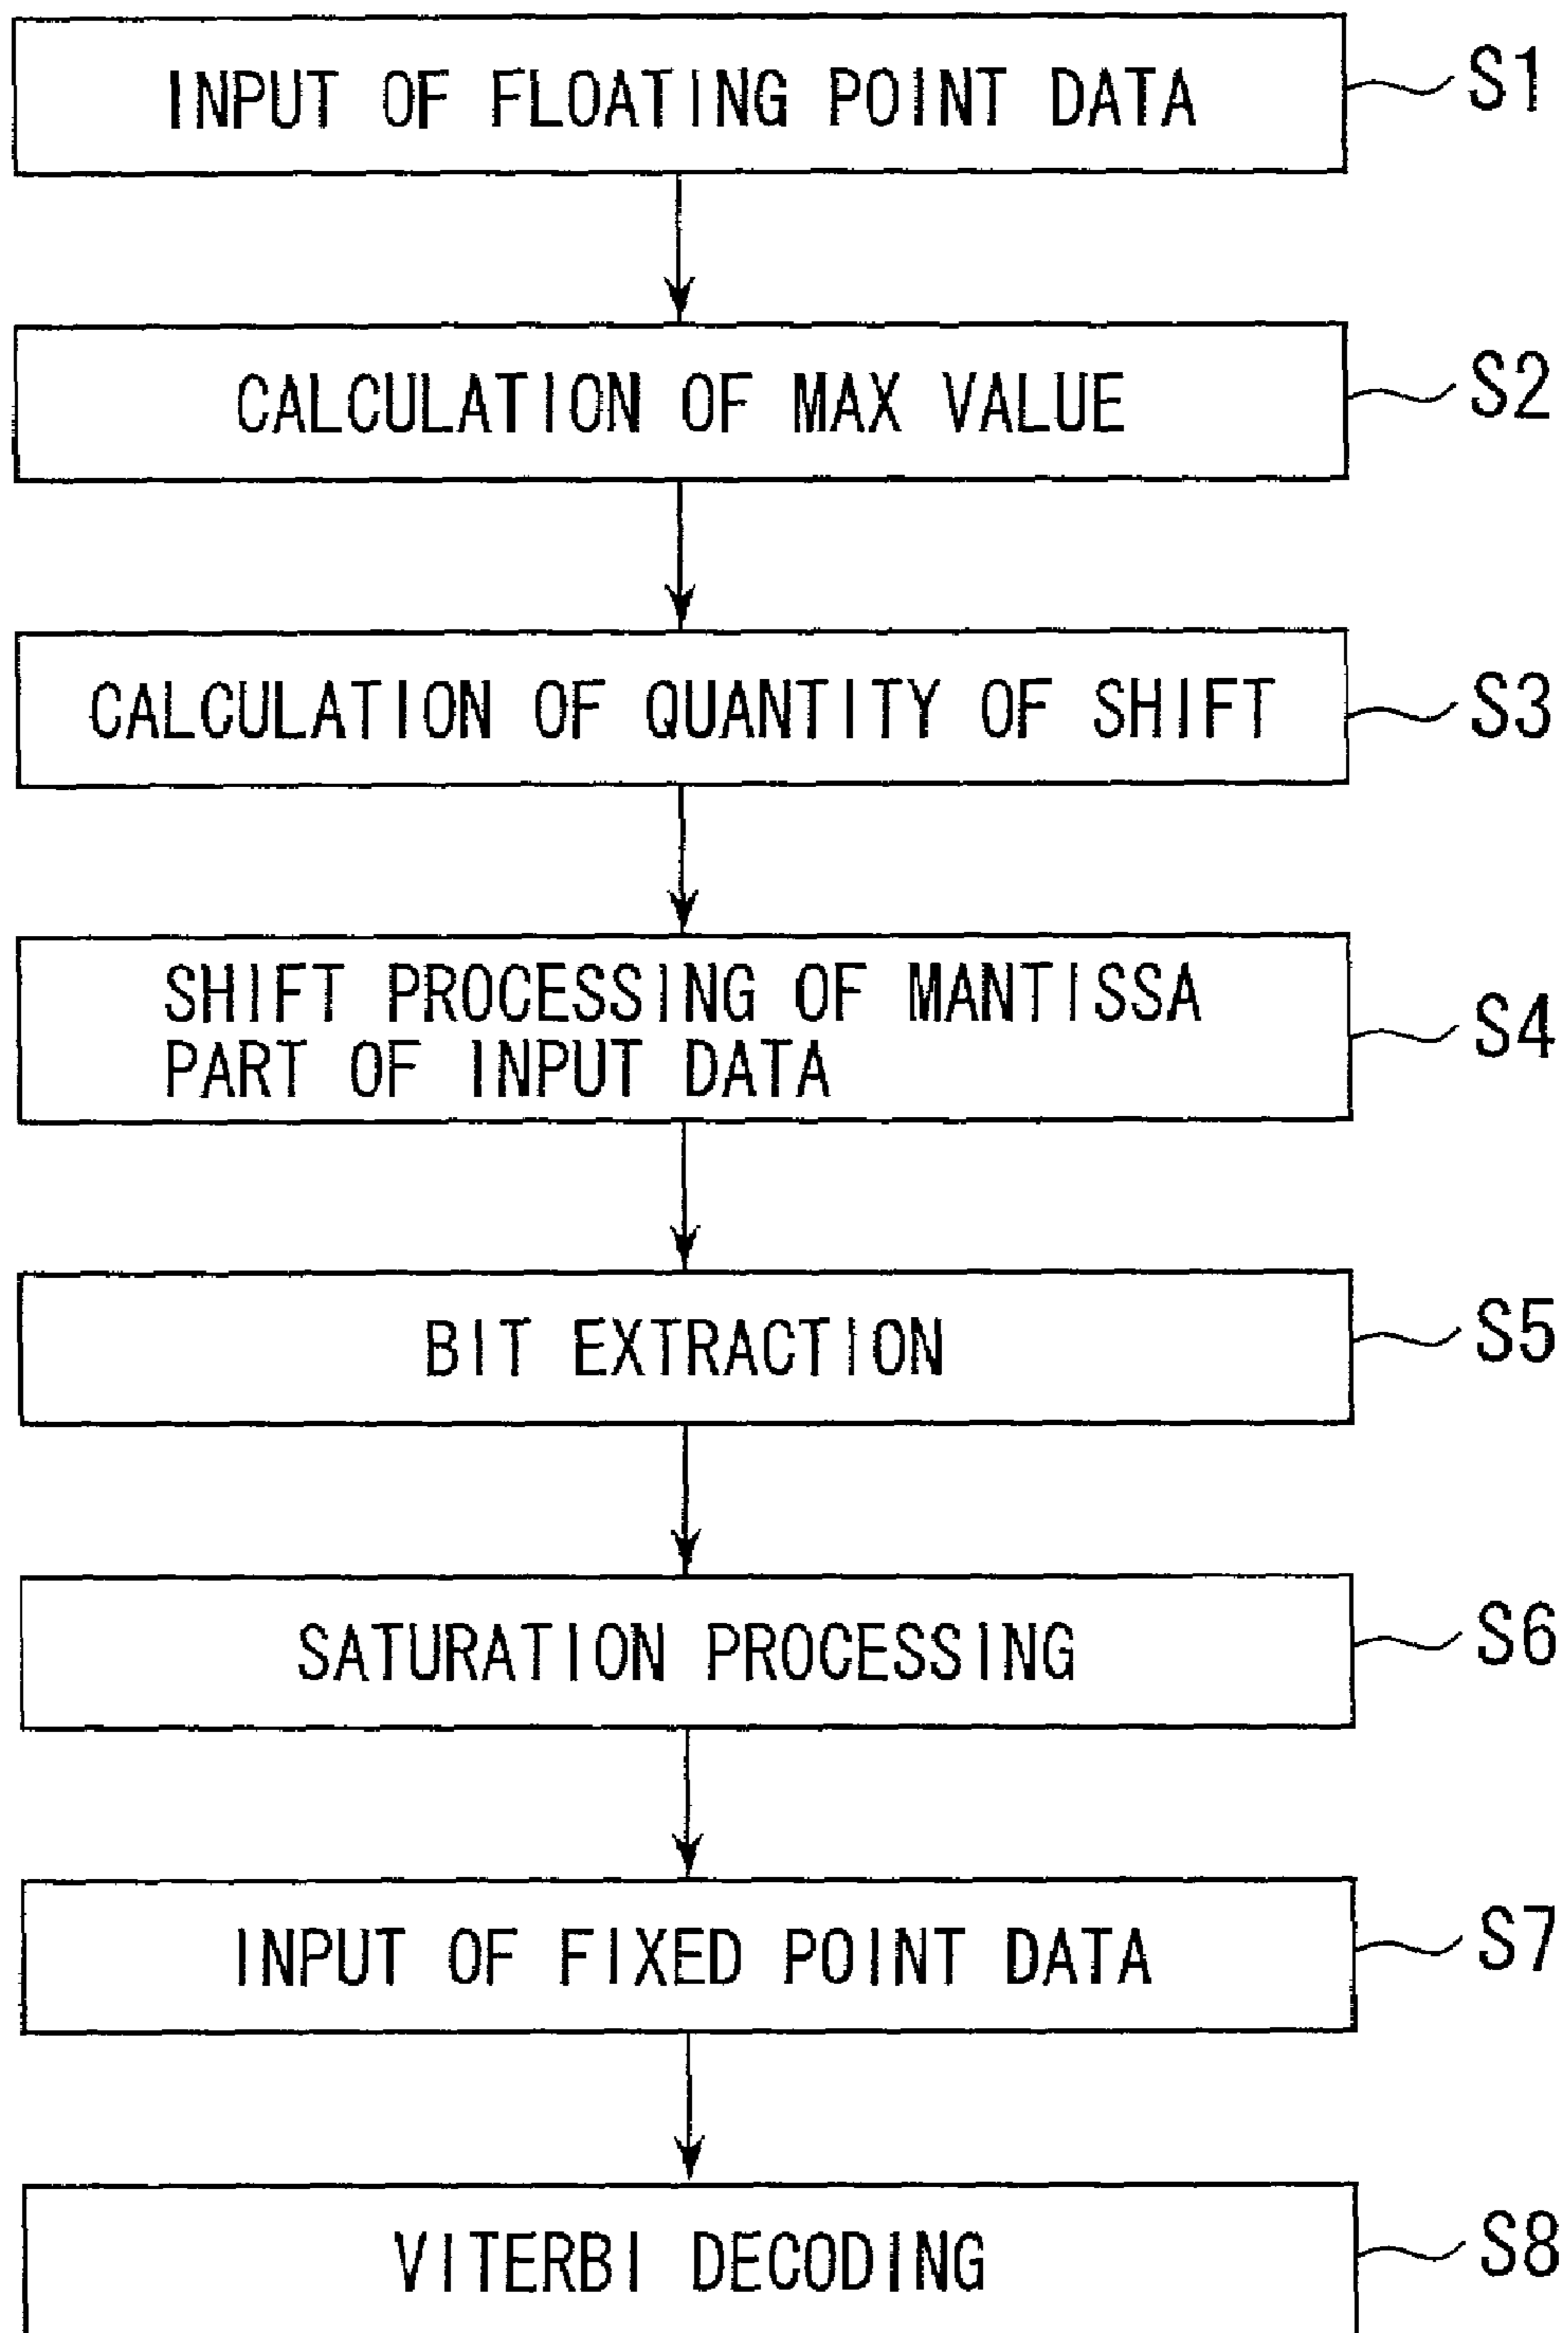 INPUT OF FLOATING POINT DATA S1
CALCULATION OF MAX VALUE S2
CALCULATION OF QUANTITY OF SHIFT S3
SHIFT PROCESSING OF MANTISSA
PART OF INPUT DATA S4
BIT EXTRACTION S5
SATURATION PROCESSING S6
INPUT OF FIXED POINT DATA S7
VITERBI DECODING S8